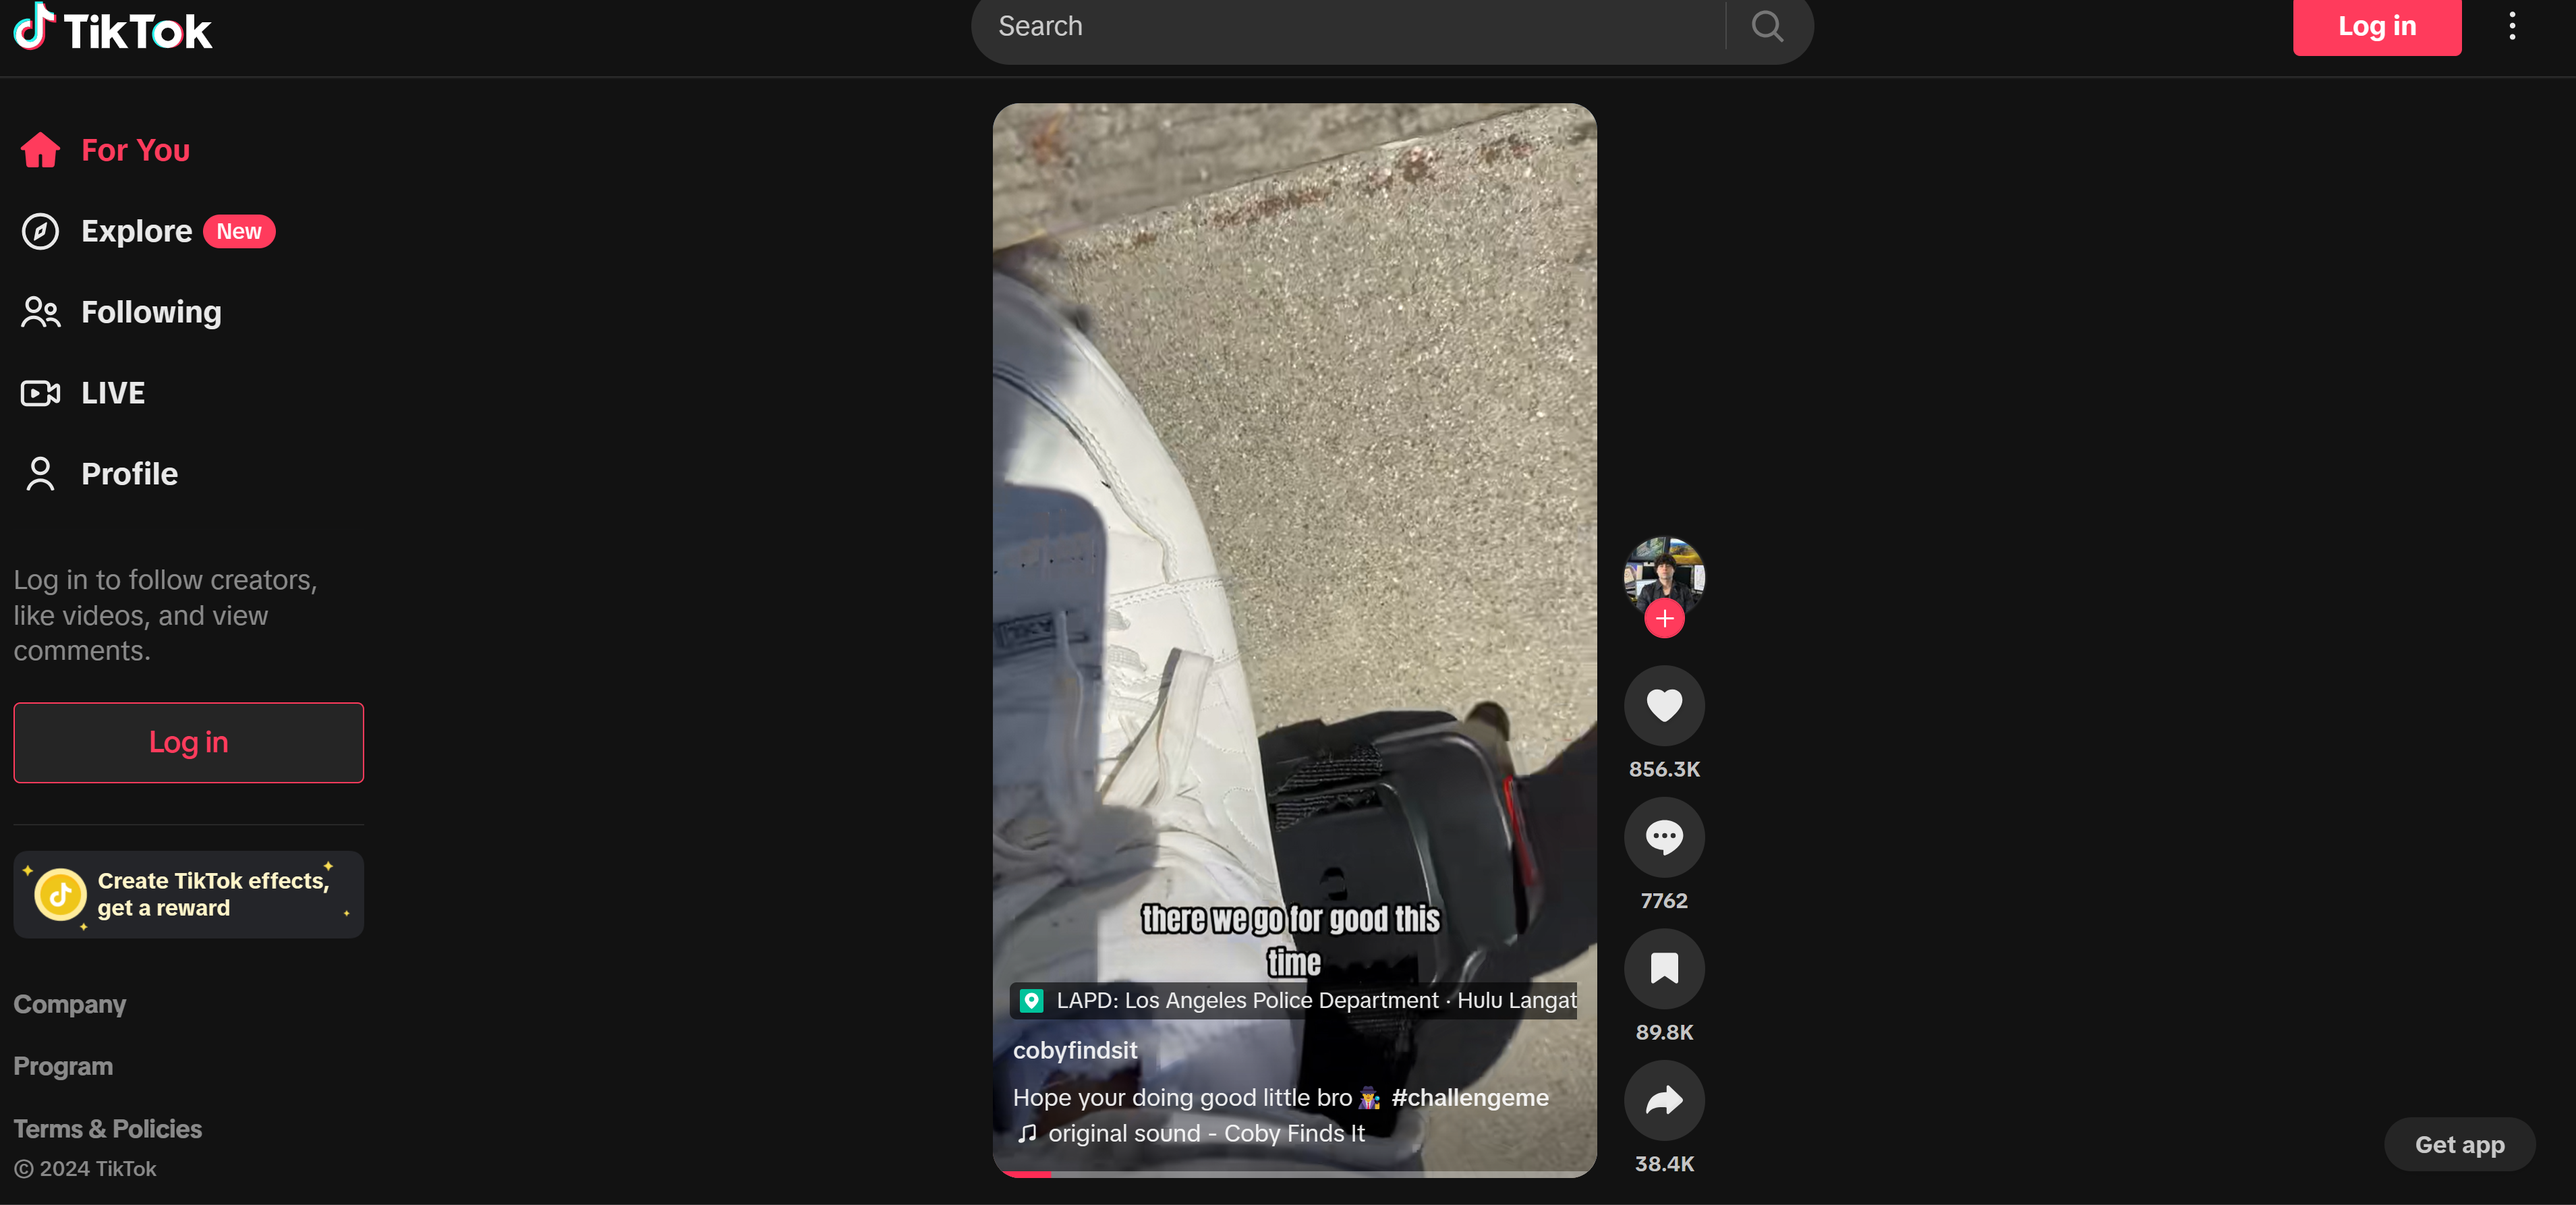 TikTok
Search
Log in
For You
Explore New
Following
LIVE
Profile
Log in to follow creators,
like videos, and view
comments.
Log in
Create TikTok effects,
get a reward
Company
Program
Terms & Policies
© 2024 TikTok
there we go for good this
time
LAPD: Los Angeles Police Department · Hulu Langat
cobyfindsit
Hope your doing good little bro #challengeme
original sound - Coby Finds It
856.3K
7762
89.8K
38.4K
Get app